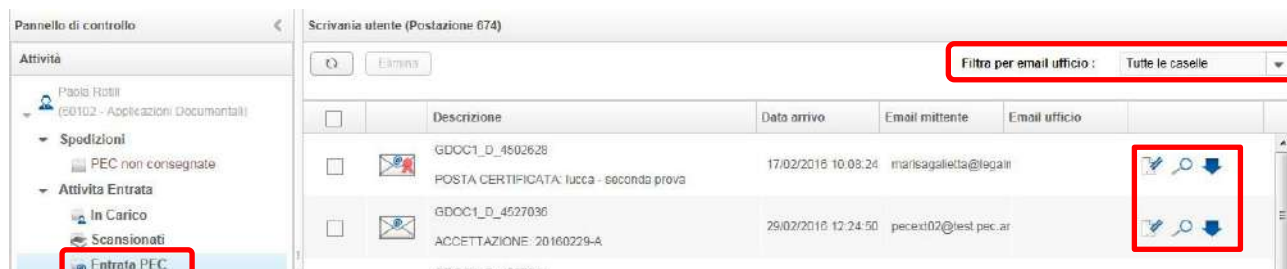 Pannello di controllo
Scrivania utente (Postazione 674)
Attività
Elimina
Filtra per email ufficio :
Tutte le caselle
Paola Rotili
(60102 - Applicazioni Documentali)
Spedizioni
PEC non consegnate
Attivita Entrata
In Carico
Scansionati
Entrata PEC
Descrizione
Data arrivo
Email mittente
Email ufficio
GDOC1_D_4502628
POSTA CERTIFICATA: lucca - seconda prova
17/02/2016 10:08:24
marisagalietta@legalm
GDOC1_D_4527036
ACCETTAZIONE: 20160229-A
29/02/2016 12:24:50
pecext02@test.pec.ar